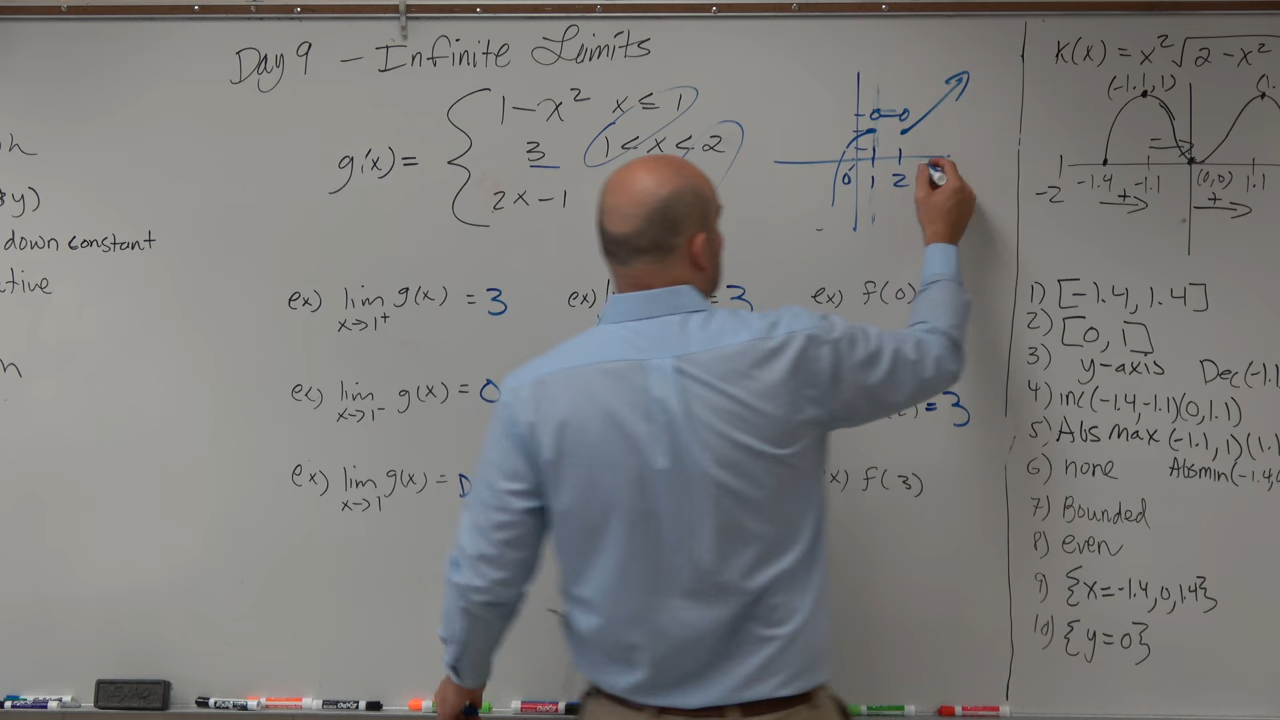 Day 9 – Infinite Limits
g(x) = { 1 – x² x ≤ 1
3 1 < x < 2
2x – 1
0 1 2
ex) lim g(x) = 3
x→1⁺
ex) = 3
ex) f(0)
ex) lim g(x) = 0
x→1⁻
= 3
ex) lim g(x) = D
x→1
x) f(3)
y)
down constant
K(x) = x²√2 – x²
(-1.1, 1) (1.
-2 -1.4 -1.1 (0,0) 1.1
+ +
1) [-1.4, 1.4]
2) [0, 1]
3) y-axis Dec(-1.1,
4) inc(-1.4,-1.1)(0,1.1)
5) Abs max (-1.1, 1)(1.1
6) none Absmin(-1.4,0
7) Bounded
8) even
9) {x=-1.4,0,1.4}
10) {y=0}
EXPO